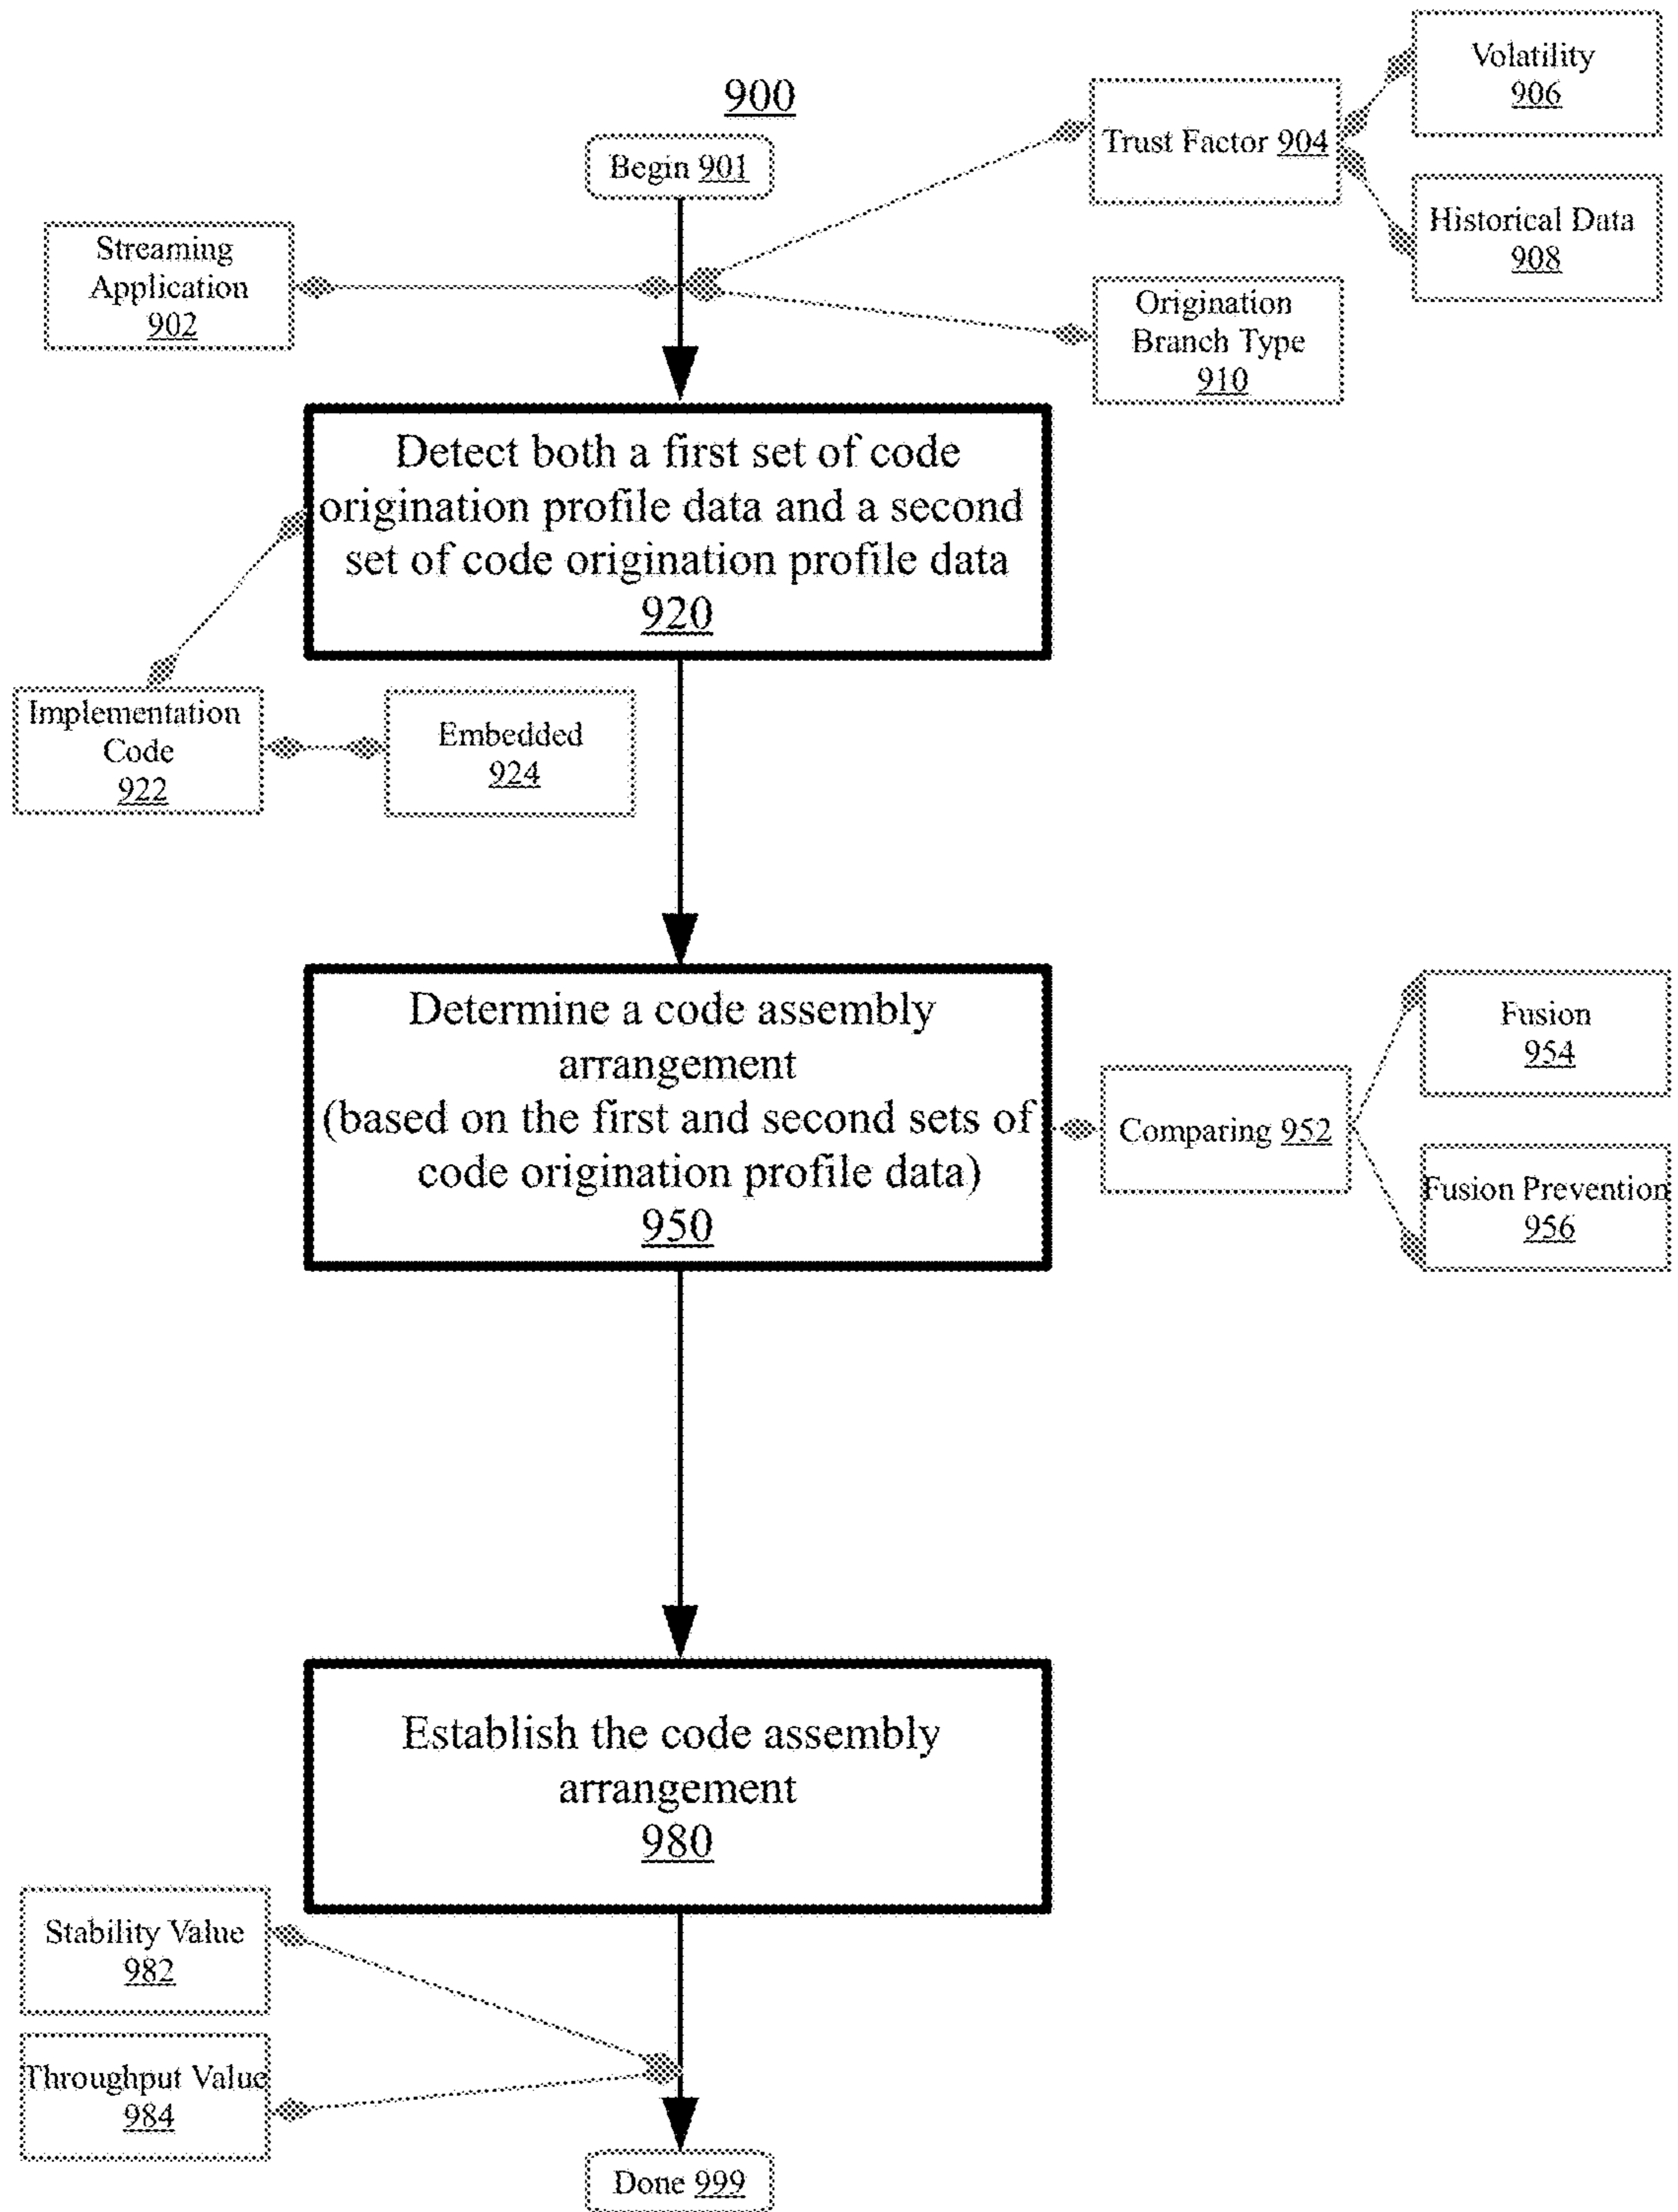 900
Begin 901
Volatility
906
Trust Factor 904
Historical Data
908
Streaming
Application
902
Origination
Branch Type
910
Detect both a first set of code
origination profile data and a second
set of code origination profile data
920
Implementation
Code
922
Embedded
924
Determine a code assembly
arrangement
(based on the first and second sets of
code origination profile data)
950
Comparing 952
Fusion
954
Fusion Prevention
956
Establish the code assembly
arrangement
980
Stability Value
982
Throughput Value
984
Done 999